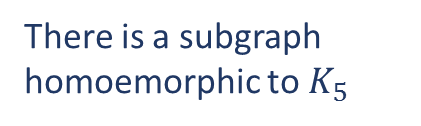 There is a subgraph
homoemorphic to K₅